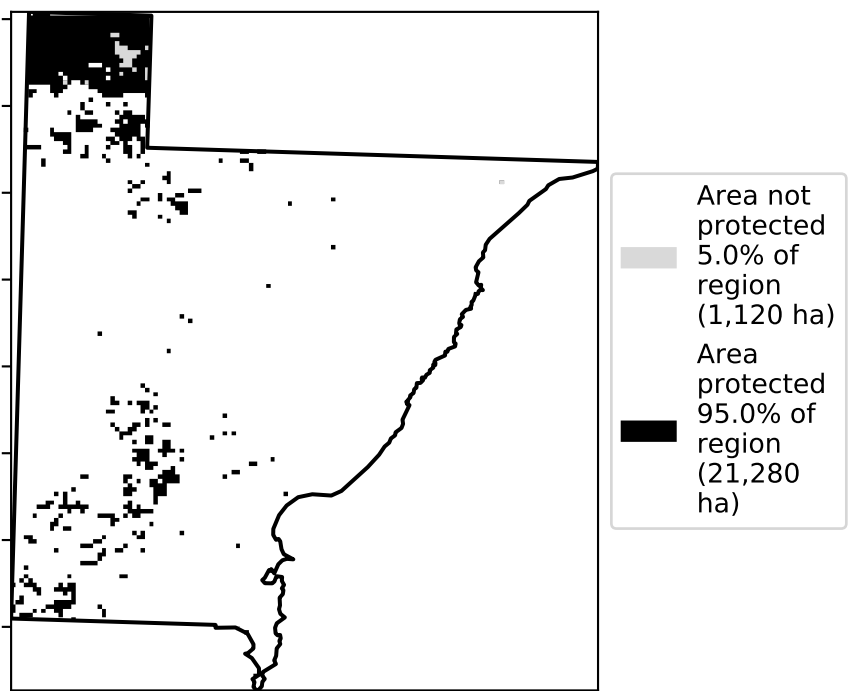 Area not
protected
5.0% of
region
(1,120 ha)
Area
protected
95.0% of
region
(21,280
ha)